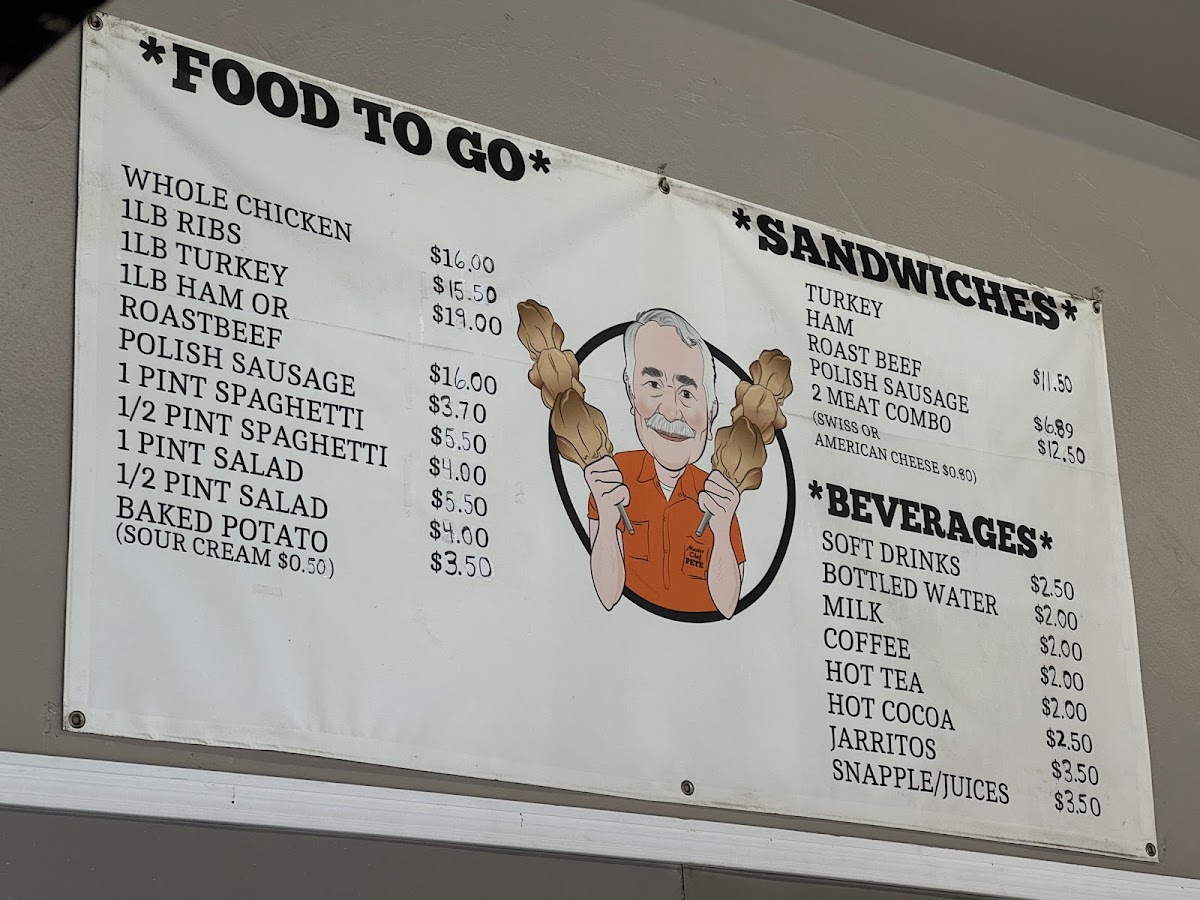 *FOOD TO GO*
WHOLE CHICKEN $16.00
1LB RIBS $15.50
1LB TURKEY $19.00
1LB HAM OR
ROASTBEEF $16.00
POLISH SAUSAGE $3.70
1 PINT SPAGHETTI $5.50
1/2 PINT SPAGHETTI $4.00
1 PINT SALAD $5.50
1/2 PINT SALAD $4.00
BAKED POTATO $3.50
(SOUR CREAM $0.50)
Master
Chef
PETE
*SANDWICHES*
TURKEY
HAM
ROAST BEEF $11.50
POLISH SAUSAGE $6.89
2 MEAT COMBO $12.50
(SWISS OR
AMERICAN CHEESE $0.80)
*BEVERAGES*
SOFT DRINKS $2.50
BOTTLED WATER $2.00
MILK $2.00
COFFEE $2.00
HOT TEA $2.00
HOT COCOA $2.50
JARRITOS $3.50
SNAPPLE/JUICES $3.50